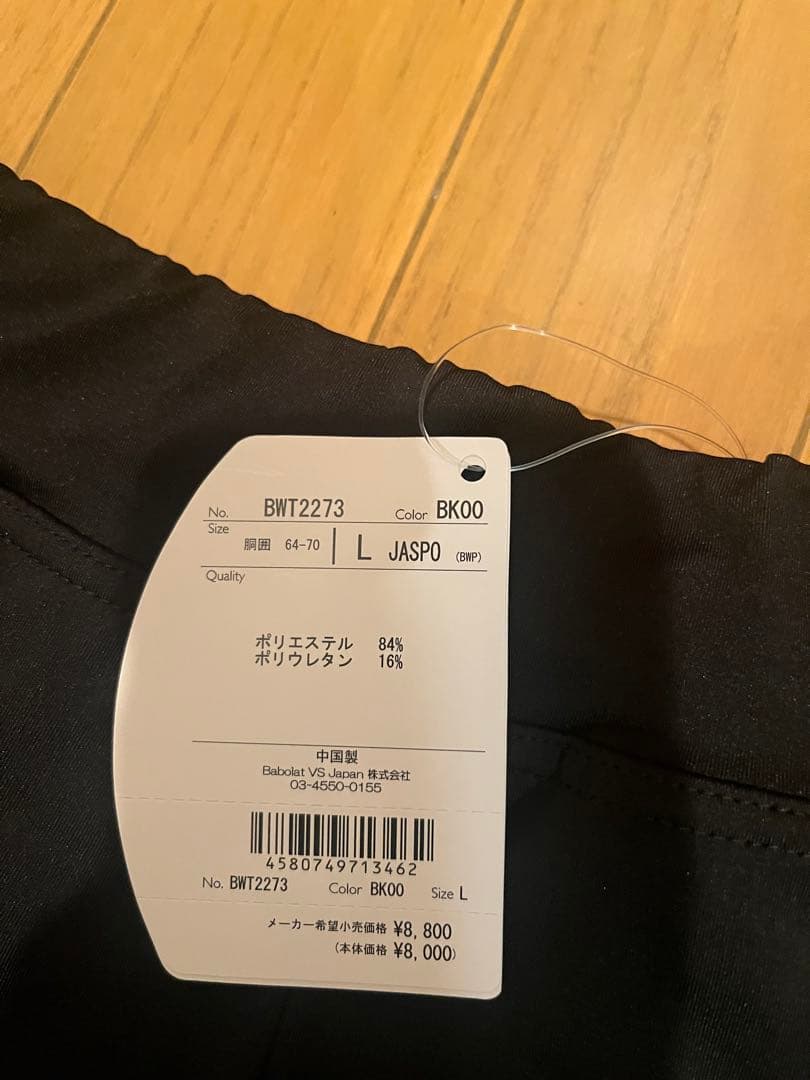 No. BWT2273 Color BK00
Size
胴囲 64-70 L JASPO (BWP)
Quality
ポリエステル 84%
ポリウレタン 16%
中国製
Babolat VS Japan 株式会社
03-4550-0155
4580749713462
No. BWT2273 Color BK00 Size L
メーカー希望小売価格 ¥8,800
(本体価格 ¥8,000)